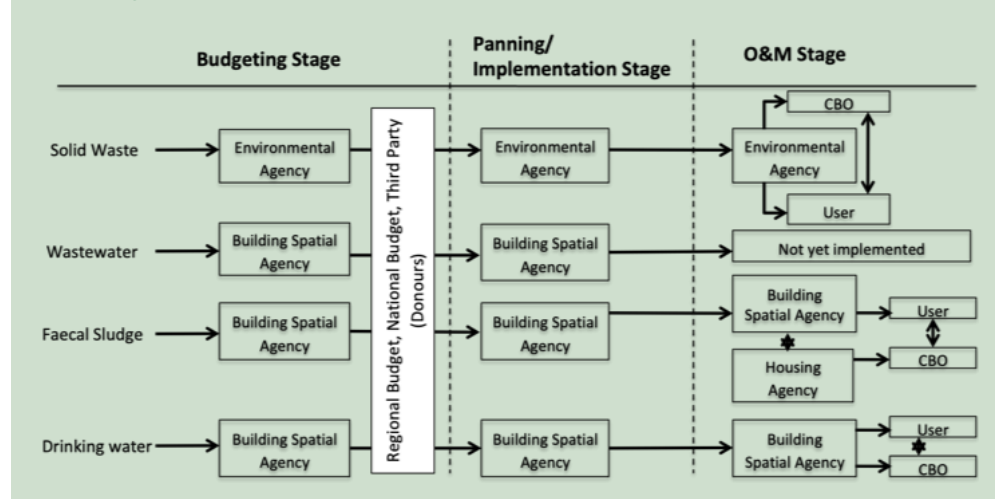 Budgeting Stage
Panning/
Implementation Stage
O&M Stage
Solid Waste
Environmental
Agency
Regional Budget, National Budget, Third Party
(Donours)
Environmental
Agency
Environmental
Agency
CBO
User
Wastewater
Building Spatial
Agency
Building Spatial
Agency
Not yet implemented
Faecal Sludge
Building Spatial
Agency
Building Spatial
Agency
Building
Spatial Agency
User
Housing
Agency
CBO
Drinking water
Building Spatial
Agency
Building Spatial
Agency
Building
Spatial Agency
User
CBO